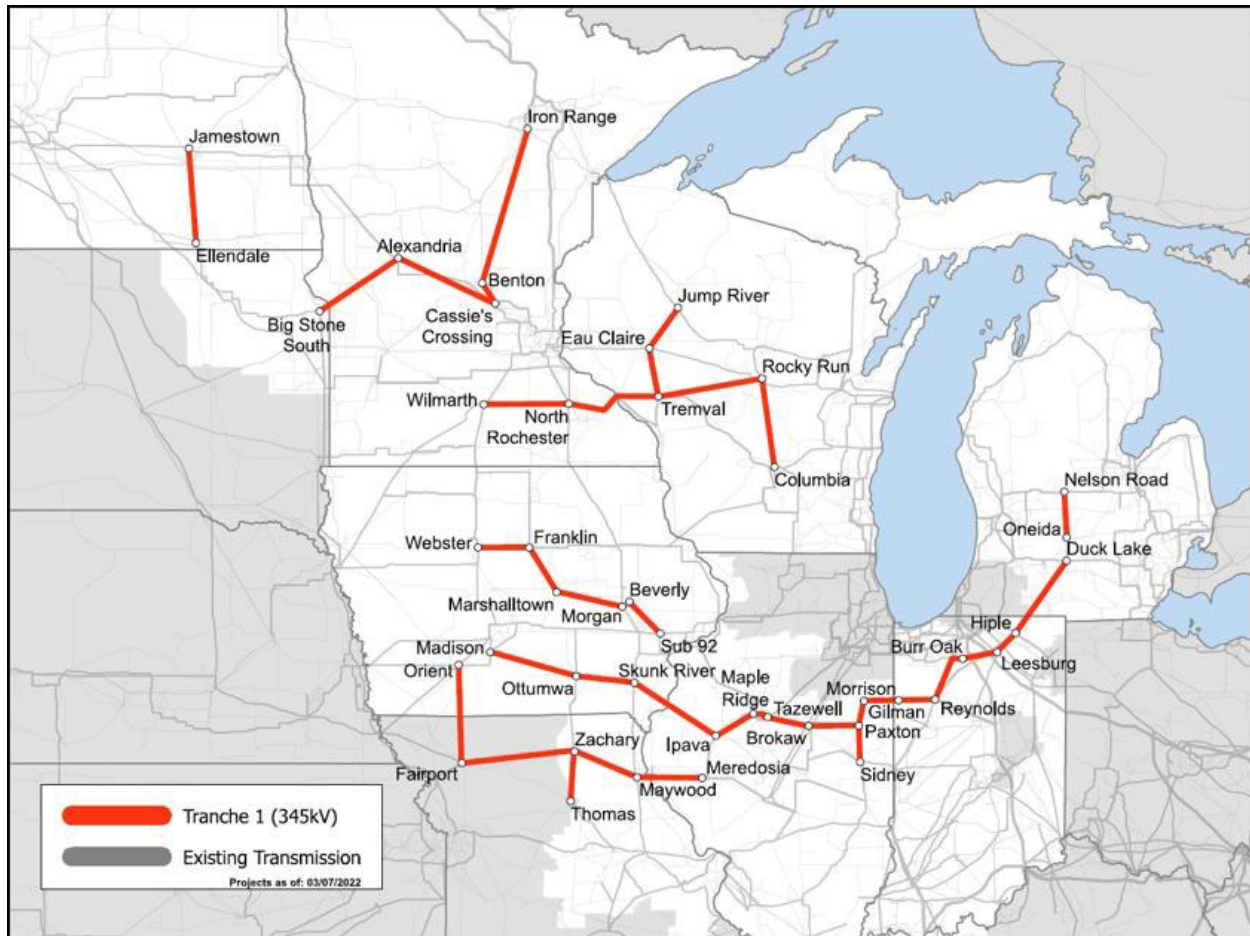 Iron Range
Jamestown
Alexandria
Ellendale
Benton
Jump River
Big Stone
South
Cassie's
Crossing
Eau Claire
Rocky Run
Wilmarth
North
Rochester
Tremval
Columbia
Nelson Road
Oneida
Duck Lake
Webster
Franklin
Marshalltown
Morgan
Beverly
Sub 92
Hiple
Burr Oak
Leesburg
Madison
Orient
Ottumwa
Skunk River
Maple
Ridge
Tazewell
Morrison
Gilman
Reynolds
Brokaw
Paxton
Ipava
Sidney
Zachary
Fairport
Meredosia
Maywood
Thomas
Tranche 1 (345kV)
Existing Transmission
Projects as of: 03/07/2022